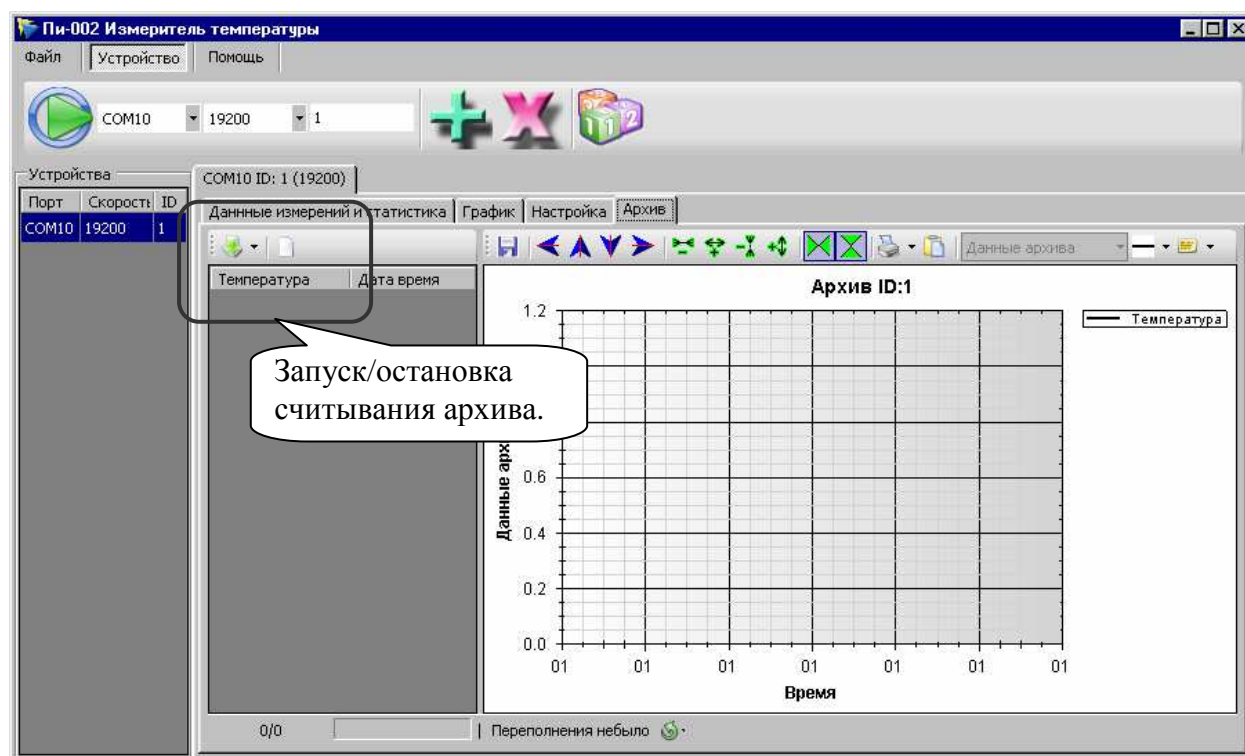 Пи-002 Измеритель температуры
Файл Устройство Помощь
COM10 19200 1
Устройства
Порт Скорость ID
COM10 19200 1
COM10 ID: 1 (19200)
Даннные измерений и статистика График Настройка Архив
Данные архива
Температура Дата время
Архив ID:1
Температура
Запуск/остановка
считывания архива.
1.2
0.6
0.4
0.2
0.0
Данные арх
01 01 01 01 01 01 01
Время
0/0 Переполнения небыло